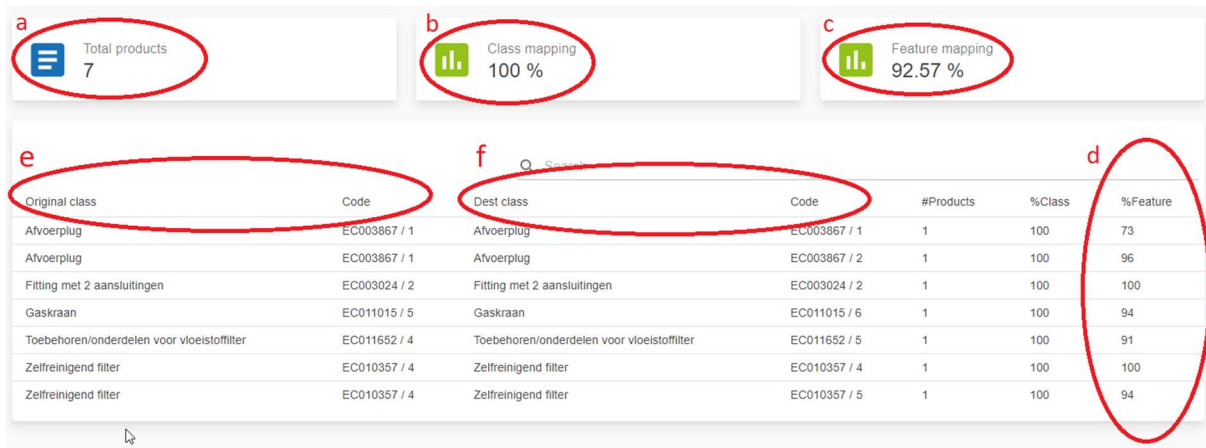 a
b
c
Total products
7
Class mapping
100 %
Feature mapping
92.57 %
e
f
Search
d
Original class Code Dest class Code #Products %Class %Feature
Afvoerplug EC003867 / 1 Afvoerplug EC003867 / 1 1 100 73
Afvoerplug EC003867 / 1 Afvoerplug EC003867 / 2 1 100 96
Fitting met 2 aansluitingen EC003024 / 2 Fitting met 2 aansluitingen EC003024 / 2 1 100 100
Gaskraan EC011015 / 5 Gaskraan EC011015 / 6 1 100 94
Toebehoren/onderdelen voor vloeistoffilter EC011652 / 4 Toebehoren/onderdelen voor vloeistoffilter EC011652 / 5 1 100 91
Zelfreinigend filter EC010357 / 4 Zelfreinigend filter EC010357 / 4 1 100 100
Zelfreinigend filter EC010357 / 4 Zelfreinigend filter EC010357 / 5 1 100 94